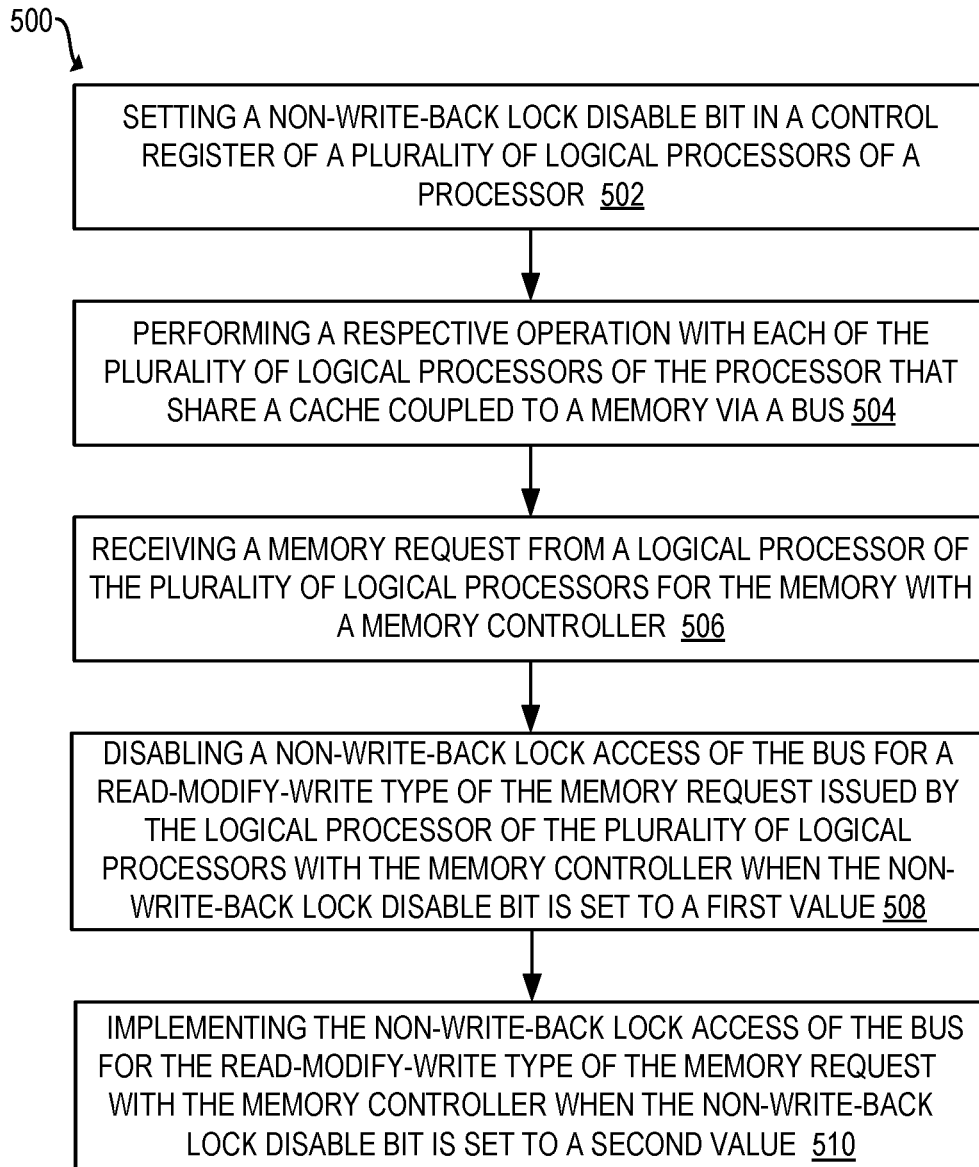 500
SETTING A NON-WRITE-BACK LOCK DISABLE BIT IN A CONTROL
REGISTER OF A PLURALITY OF LOGICAL PROCESSORS OF A
PROCESSOR 502
PERFORMING A RESPECTIVE OPERATION WITH EACH OF THE
PLURALITY OF LOGICAL PROCESSORS OF THE PROCESSOR THAT
SHARE A CACHE COUPLED TO A MEMORY VIA A BUS 504
RECEIVING A MEMORY REQUEST FROM A LOGICAL PROCESSOR OF
THE PLURALITY OF LOGICAL PROCESSORS FOR THE MEMORY WITH
A MEMORY CONTROLLER 506
DISABLING A NON-WRITE-BACK LOCK ACCESS OF THE BUS FOR A
READ-MODIFY-WRITE TYPE OF THE MEMORY REQUEST ISSUED BY
THE LOGICAL PROCESSOR OF THE PLURALITY OF LOGICAL
PROCESSORS WITH THE MEMORY CONTROLLER WHEN THE NON-
WRITE-BACK LOCK DISABLE BIT IS SET TO A FIRST VALUE 508
IMPLEMENTING THE NON-WRITE-BACK LOCK ACCESS OF THE BUS
FOR THE READ-MODIFY-WRITE TYPE OF THE MEMORY REQUEST
WITH THE MEMORY CONTROLLER WHEN THE NON-WRITE-BACK
LOCK DISABLE BIT IS SET TO A SECOND VALUE 510